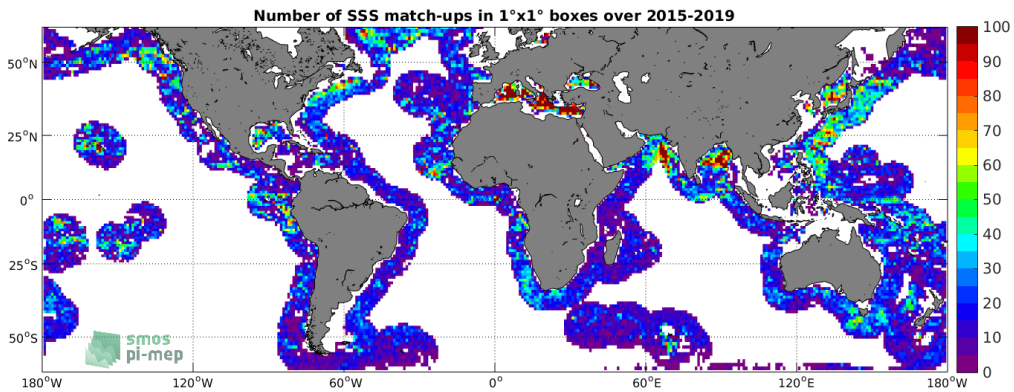 Number of SSS match-ups in 1°x1° boxes over 2015-2019
100
90
80
70
60
50
40
30
20
10
0
50°N
25°N
0°
25°S
50°S
smos
pi-mep
180°W
120°W
60°W
0°
60°E
120°E
180°W